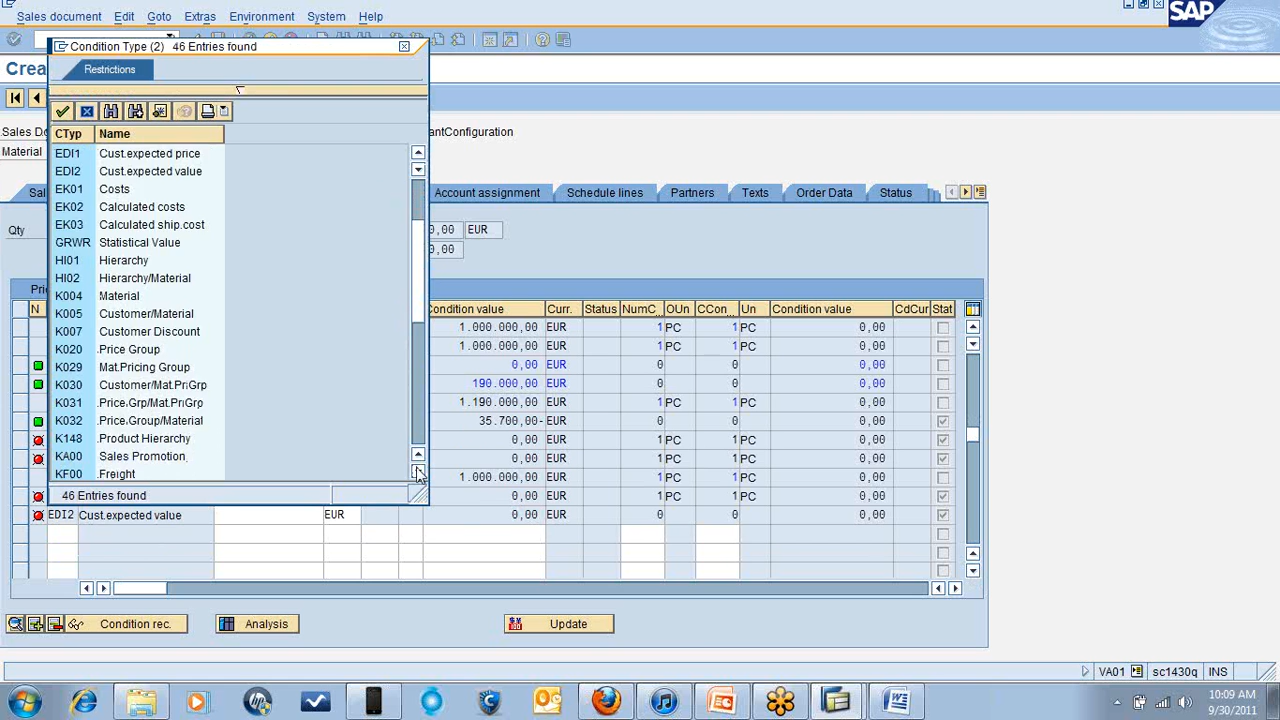 Sales document Edit Goto Extras Environment System Help
SAP
Condition Type (2) 46 Entries found
Crea
Restrictions
Sales Do
antConfiguration
Material
CTyp Name
EDI1 Cust.expected price
EDI2 Cust.expected value
EK01 Costs
Sal
Account assignment Schedule lines Partners Texts Order Data Status
EK02 Calculated costs
EK03 Calculated ship.cost
Qty
0,00 EUR
GRWR Statistical Value
0,00
HI01 Hierarchy
HI02 Hierarchy/Material
Pri
K004 Material
N
Condition value Curr. Status NumC... OUn CCon... Un Condition value CdCur Stat
K005 Customer/Material
1.000.000,00 EUR 1 PC 1 PC 0,00
K007 Customer Discount
1.000.000,00 EUR 1 PC 1 PC 0,00
K020 .Price Group
0,00 EUR 0 0 0,00
K029 Mat.Pricing Group
190.000,00 EUR 0 0 0,00
K030 Customer/Mat.PriGrp
1.190.000,00 EUR 1 PC 1 PC 0,00
K031 .Price.Grp/Mat.PriGrp
35.700,00- EUR 0 0 0,00
K032 .Price.Group/Material
0,00 EUR 1 PC 1 PC 0,00
K148 .Product Hierarchy
0,00 EUR 1 PC 1 PC 0,00
KA00 Sales Promotion
1.000.000,00 EUR 1 PC 1 PC 0,00
KF00 .Freight
0,00 EUR 1 PC 1 PC 0,00
46 Entries found
EDI2 Cust.expected value EUR 0,00 EUR 0 0 0,00
Condition rec. Analysis Update
VA01 sc1430q INS
10:09 AM
9/30/2011